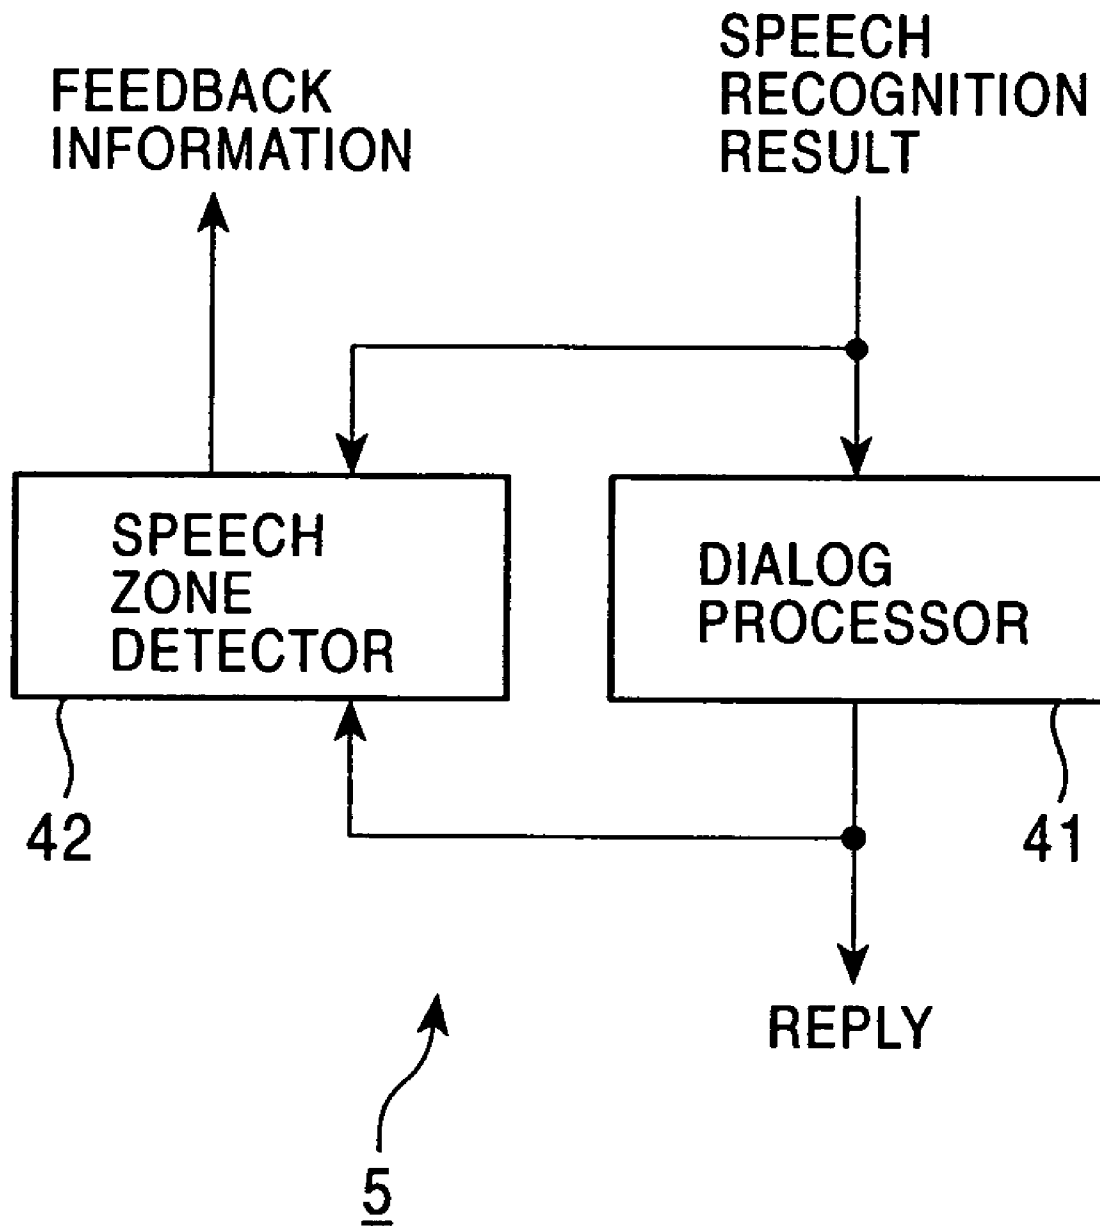 FEEDBACK
INFORMATION
SPEECH
RECOGNITION
RESULT
SPEECH
ZONE
DETECTOR
DIALOG
PROCESSOR
42
41
REPLY
5